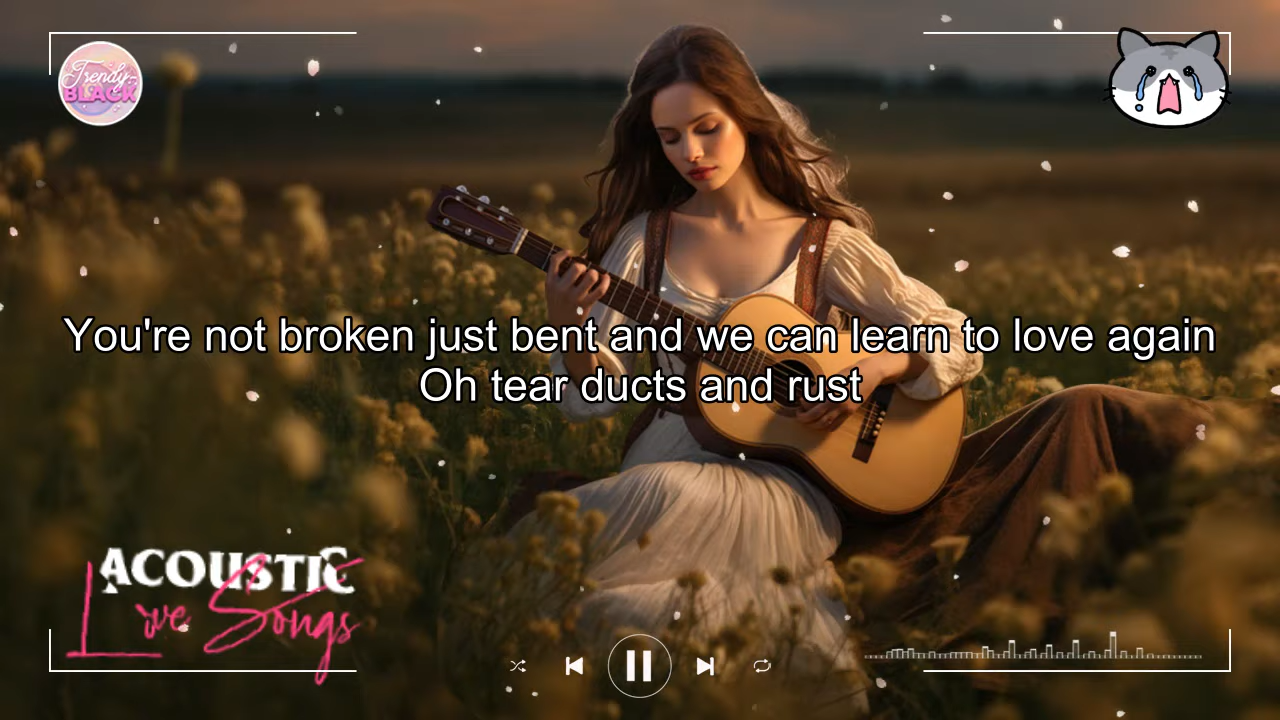 Trendy
BLACK
You're not broken just bent and we can learn to love again
Oh tear ducts and rust
ACOUSTIC
Love Songs